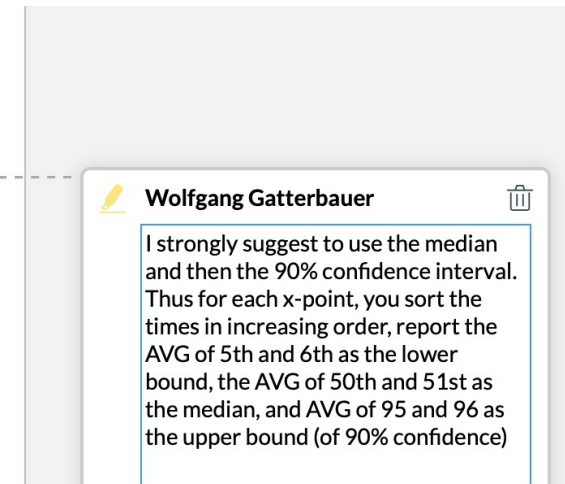 Wolfgang Gatterbauer
I strongly suggest to use the median
and then the 90% confidence interval.
Thus for each x-point, you sort the
times in increasing order, report the
AVG of 5th and 6th as the lower
bound, the AVG of 50th and 51st as
the median, and AVG of 95 and 96 as
the upper bound (of 90% confidence)